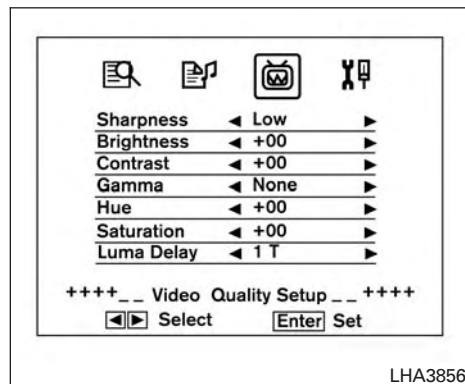 Sharpness ◄ Low ►
Brightness ◄ +00 ►
Contrast ◄ +00 ►
Gamma ◄ None ►
Hue ◄ +00 ►
Saturation ◄ +00 ►
Luma Delay ◄ 1 T ►
++++_ _ Video Quality Setup _ _ ++++
◄► Select Enter Set
LHA3856